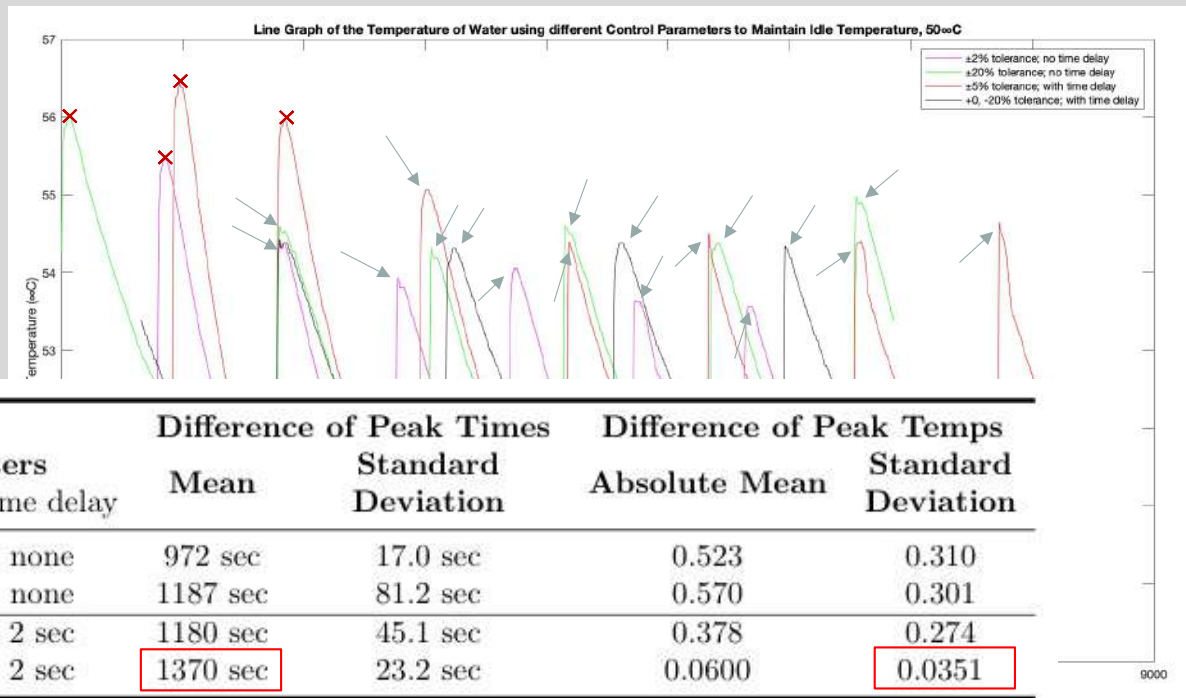 Line Graph of the Temperature of Water using different Control Parameters to Maintain Idle Temperature, 50∞C
57
56
55
54
53
emperature (∞C)
±2% tolerance; no time delay
±20% tolerance; no time delay
±5% tolerance; with time delay
+0, -20% tolerance; with time delay
Difference of Peak Times Difference of Peak Temps
ters Mean Standard Deviation Absolute Mean Standard Deviation
me delay
none 972 sec 17.0 sec 0.523 0.310
none 1187 sec 81.2 sec 0.570 0.301
2 sec 1180 sec 45.1 sec 0.378 0.274
2 sec 1370 sec 23.2 sec 0.0600 0.0351
9000